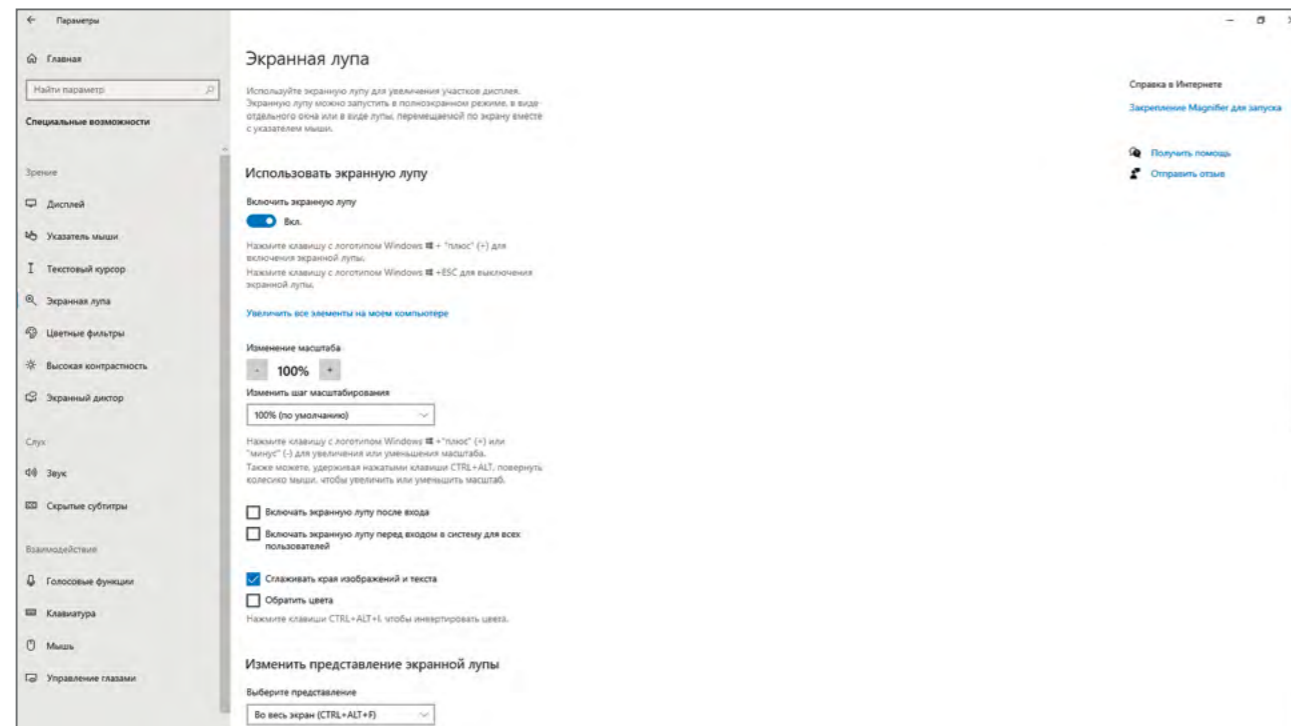 Параметры
Главная
Найти параметр
Специальные возможности
Зрение
Дисплей
Указатель мыши
Текстовый курсор
Экранная лупа
Цветные фильтры
Высокая контрастность
Экранный диктор
Слух
Звук
Скрытые субтитры
Взаимодействие
Голосовые функции
Клавиатура
Мышь
Управление глазами
Экранная лупа
Используйте экранную лупу для увеличения участков дисплея.
Экранную лупу можно запустить в полноэкранном режиме, в виде
отдельного окна или в виде лупы, перемещаемой по экрану вместе
с указателем мыши.
Использовать экранную лупу
Включить экранную лупу
Вкл.
Нажмите клавишу с логотипом Windows + "плюс" (+) для
включения экранной лупы.
Нажмите клавишу с логотипом Windows +ESC для выключения
экранной лупы.
Увеличить все элементы на моем компьютере
Изменение масштаба
- 100% +
Изменить шаг масштабирования
100% (по умолчанию)
Нажмите клавишу с логотипом Windows +"плюс" (+) или
"минус" (-) для увеличения или уменьшения масштаба.
Также можете, удерживая нажатыми клавиши CTRL+ALT, повернуть
колесико мыши, чтобы увеличить или уменьшить масштаб.
Включать экранную лупу после входа
Включать экранную лупу перед входом в систему для всех
пользователей
Сглаживать края изображений и текста
Обратить цвета
Нажмите клавиши CTRL+ALT+I, чтобы инвертировать цвета.
Изменить представление экранной лупы
Выберите представление
Во весь экран (CTRL+ALT+F)
Справка в Интернете
Закрепление Magnifier для запуска
Получить помощь
Отправить отзыв